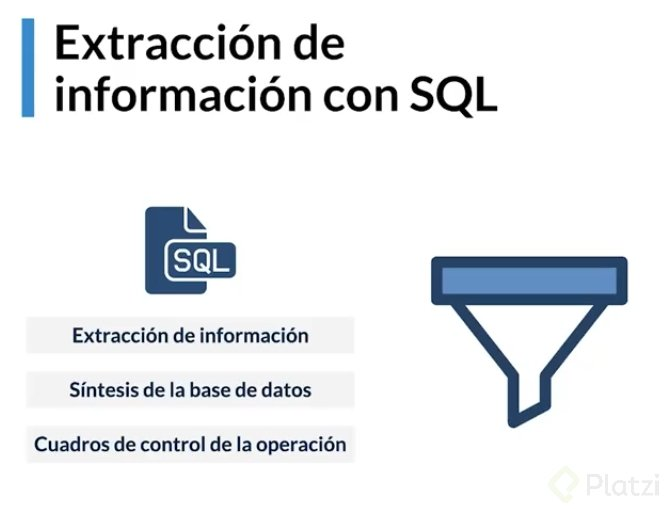 Extracción de
información con SQL
SQL
Extracción de información
Síntesis de la base de datos
Cuadros de control de la operación
Platzi